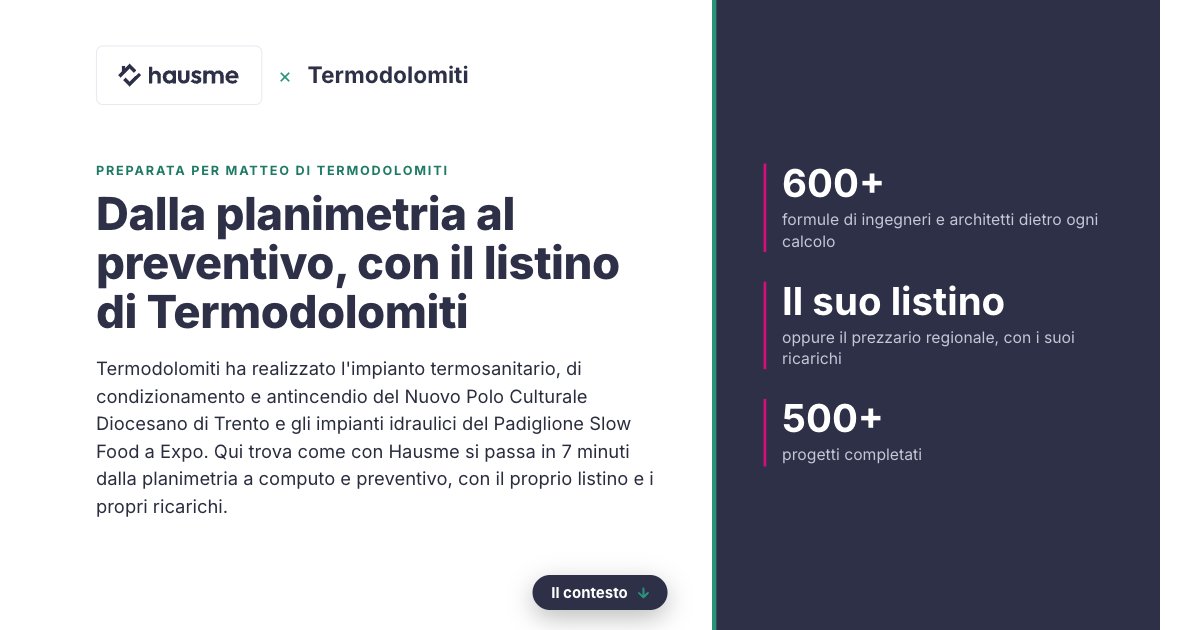 hausme × Termodolomiti
PREPARATA PER MATTEO DI TERMODOLOMITI
Dalla planimetria al
preventivo, con il listino
di Termodolomiti
Termodolomiti ha realizzato l'impianto termosanitario, di
condizionamento e antincendio del Nuovo Polo Culturale
Diocesano di Trento e gli impianti idraulici del Padiglione Slow
Food a Expo. Qui trova come con Hausme si passa in 7 minuti
dalla planimetria a computo e preventivo, con il proprio listino e i
propri ricarichi.
Il contesto ↓
600+
formule di ingegneri e architetti dietro ogni
calcolo
Il suo listino
oppure il prezzario regionale, con i suoi
ricarichi
500+
progetti completati